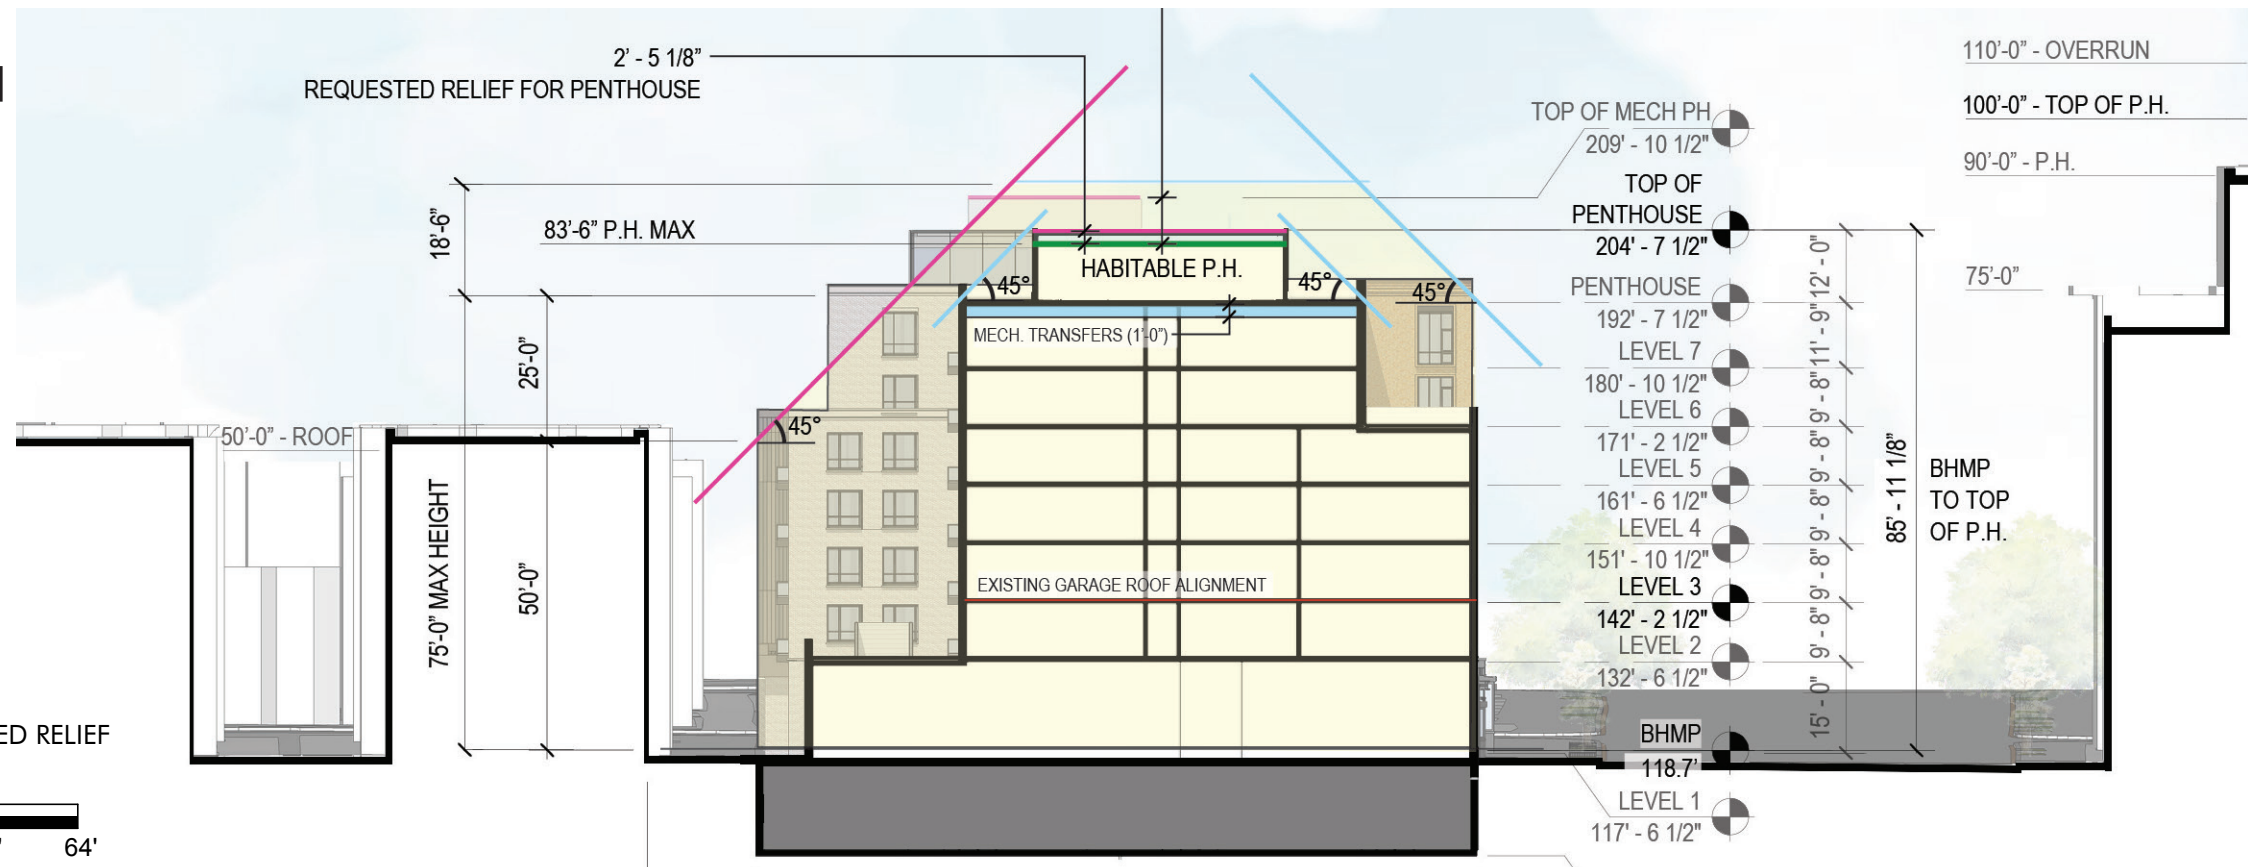 2' - 5 1/8"
REQUESTED RELIEF FOR PENTHOUSE
110'-0" - OVERRUN
100'-0" - TOP OF P.H.
90'-0" - P.H.
75'-0"
TOP OF MECH PH
209' - 10 1/2"
TOP OF
PENTHOUSE
204' - 7 1/2"
PENTHOUSE
192' - 7 1/2"
LEVEL 7
180' - 10 1/2"
LEVEL 6
171' - 2 1/2"
LEVEL 5
161' - 6 1/2"
LEVEL 4
151' - 10 1/2"
LEVEL 3
142' - 2 1/2"
LEVEL 2
132' - 6 1/2"
BHMP
118.7'
LEVEL 1
117' - 6 1/2"
12' - 0"
11' - 9"
9' - 8"
9' - 8"
9' - 8"
9' - 8"
9' - 8"
15' - 0"
85' - 11 1/8"
BHMP
TO TOP
OF P.H.
18'-6"
83'-6" P.H. MAX
HABITABLE P.H.
45°
45°
45°
45°
MECH. TRANSFERS (1'-0")
25'-0"
50'-0" - ROOF
75'-0" MAX HEIGHT
50'-0"
EXISTING GARAGE ROOF ALIGNMENT
ED RELIEF
64'